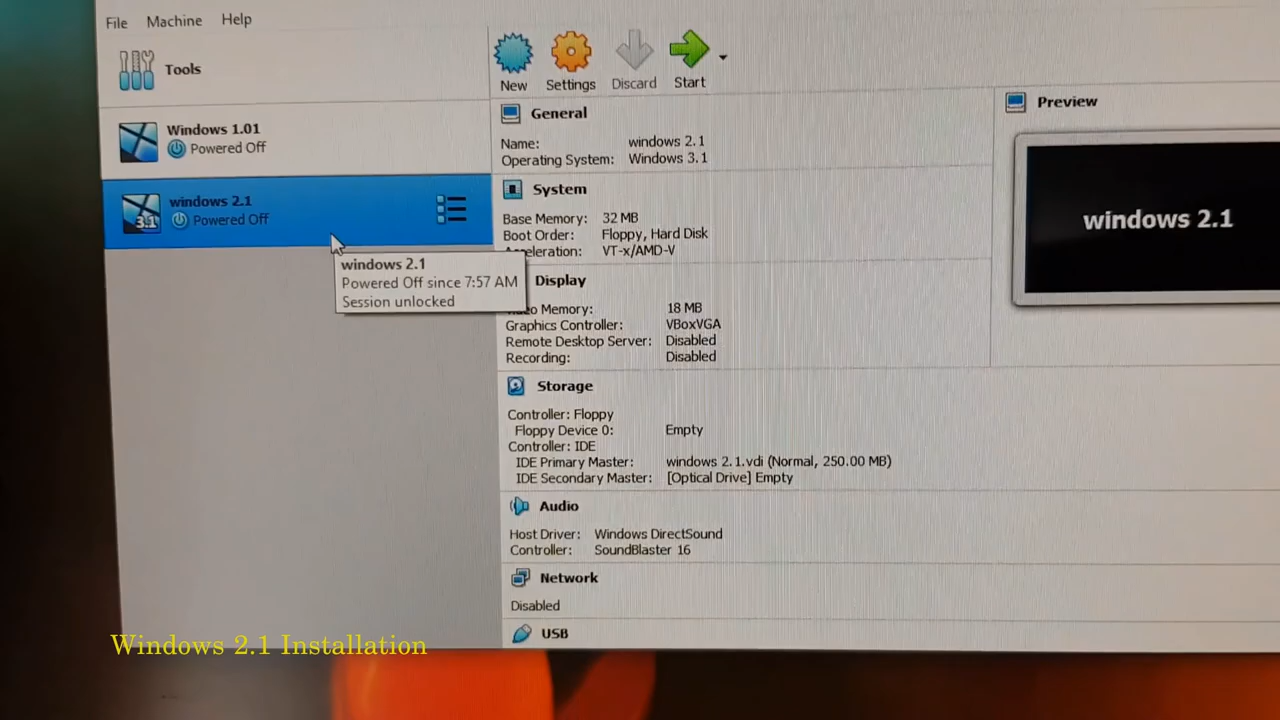 File Machine Help
Tools
New Settings Discard Start
Windows 1.01
Powered Off
windows 2.1
Powered Off
3.1
windows 2.1
Powered Off since 7:57 AM
Session unlocked
General
Name: windows 2.1
Operating System: Windows 3.1
System
Base Memory: 32 MB
Boot Order: Floppy, Hard Disk
VT-x/AMD-V
Display
Memory: 18 MB
Graphics Controller: VBoxVGA
Remote Desktop Server: Disabled
Recording: Disabled
Storage
Controller: Floppy
Floppy Device 0: Empty
Controller: IDE
IDE Primary Master: windows 2.1.vdi (Normal, 250.00 MB)
IDE Secondary Master: [Optical Drive] Empty
Audio
Host Driver: Windows DirectSound
Controller: SoundBlaster 16
Network
Disabled
USB
Preview
windows 2.1
Windows 2.1 Installation